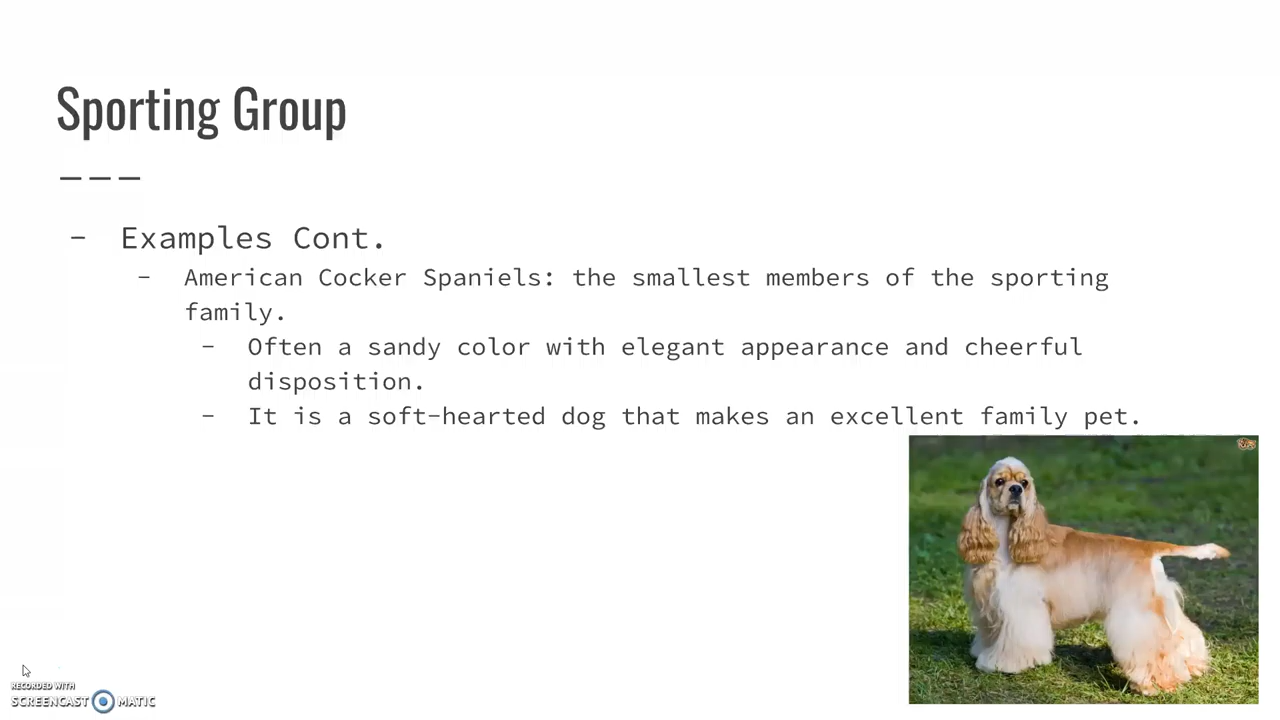 Sporting Group
- Examples Cont.
- American Cocker Spaniels: the smallest members of the sporting
family.
- Often a sandy color with elegant appearance and cheerful
disposition.
- It is a soft-hearted dog that makes an excellent family pet.
RECORDED WITH
SCREENCAST MATIC